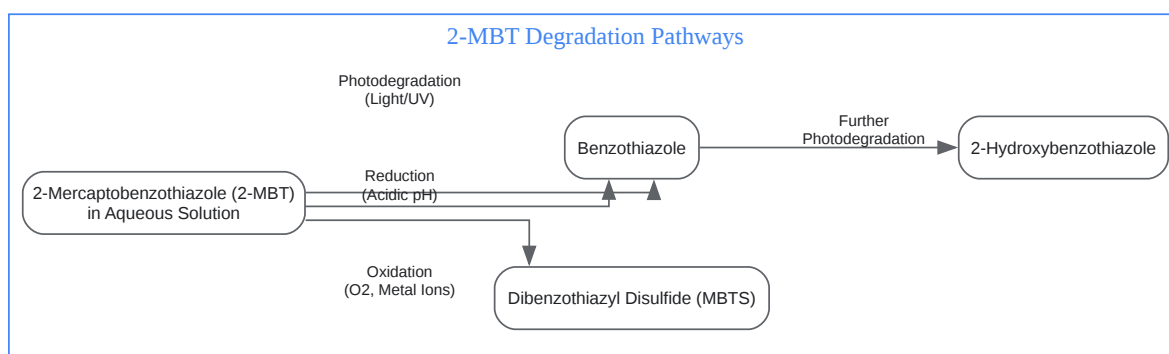 2-MBT Degradation Pathways
Photodegradation
(Light/UV)
Benzothiazole
Further
Photodegradation
2-Hydroxybenzothiazole
2-Mercaptobenzothiazole (2-MBT)
in Aqueous Solution
Reduction
(Acidic pH)
Oxidation
(O2, Metal Ions)
Dibenzothiazyl Disulfide (MBTS)